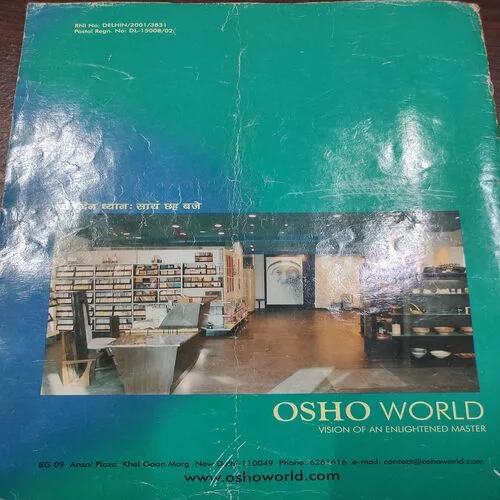 RNI No: DELHIN/2001/3831
Postal Regn. No: DL-15008/02
ध्यान: सायं छह बजे
OSHO WORLD
VISION OF AN ENLIGHTENED MASTER
BG 09 Ansal Plaza, Khel Gaon Marg New Delhi- 110049 Phone: 6261616 e-mail: contact@oshoworld.com
www.oshoworld.com